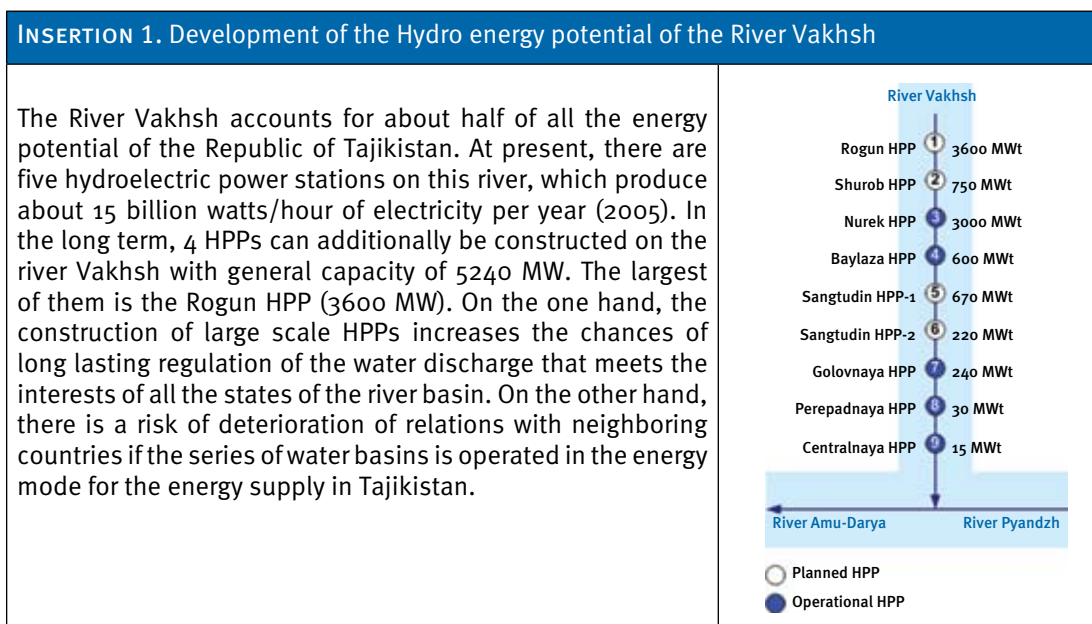 INSERTION 1. Development of the Hydro energy potential of the River Vakhsh
The River Vakhsh accounts for about half of all the energy
potential of the Republic of Tajikistan. At present, there are
five hydroelectric power stations on this river, which produce
about 15 billion watts/hour of electricity per year (2005). In
the long term, 4 HPPs can additionally be constructed on the
river Vakhsh with general capacity of 5240 MW. The largest
of them is the Rogun HPP (3600 MW). On the one hand, the
construction of large scale HPPs increases the chances of
long lasting regulation of the water discharge that meets the
interests of all the states of the river basin. On the other hand,
there is a risk of deterioration of relations with neighboring
countries if the series of water basins is operated in the energy
mode for the energy supply in Tajikistan.
River Vakhsh
Rogun HPP 1 3600 MWt
Shurob HPP 2 750 MWt
Nurek HPP 3 3000 MWt
Baylaza HPP 4 600 MWt
Sangtudin HPP-1 5 670 MWt
Sangtudin HPP-2 6 220 MWt
Golovnaya HPP 7 240 MWt
Perepadnaya HPP 8 30 MWt
Centralnaya HPP 9 15 MWt
River Amu-Darya River Pyandzh
Planned HPP
Operational HPP